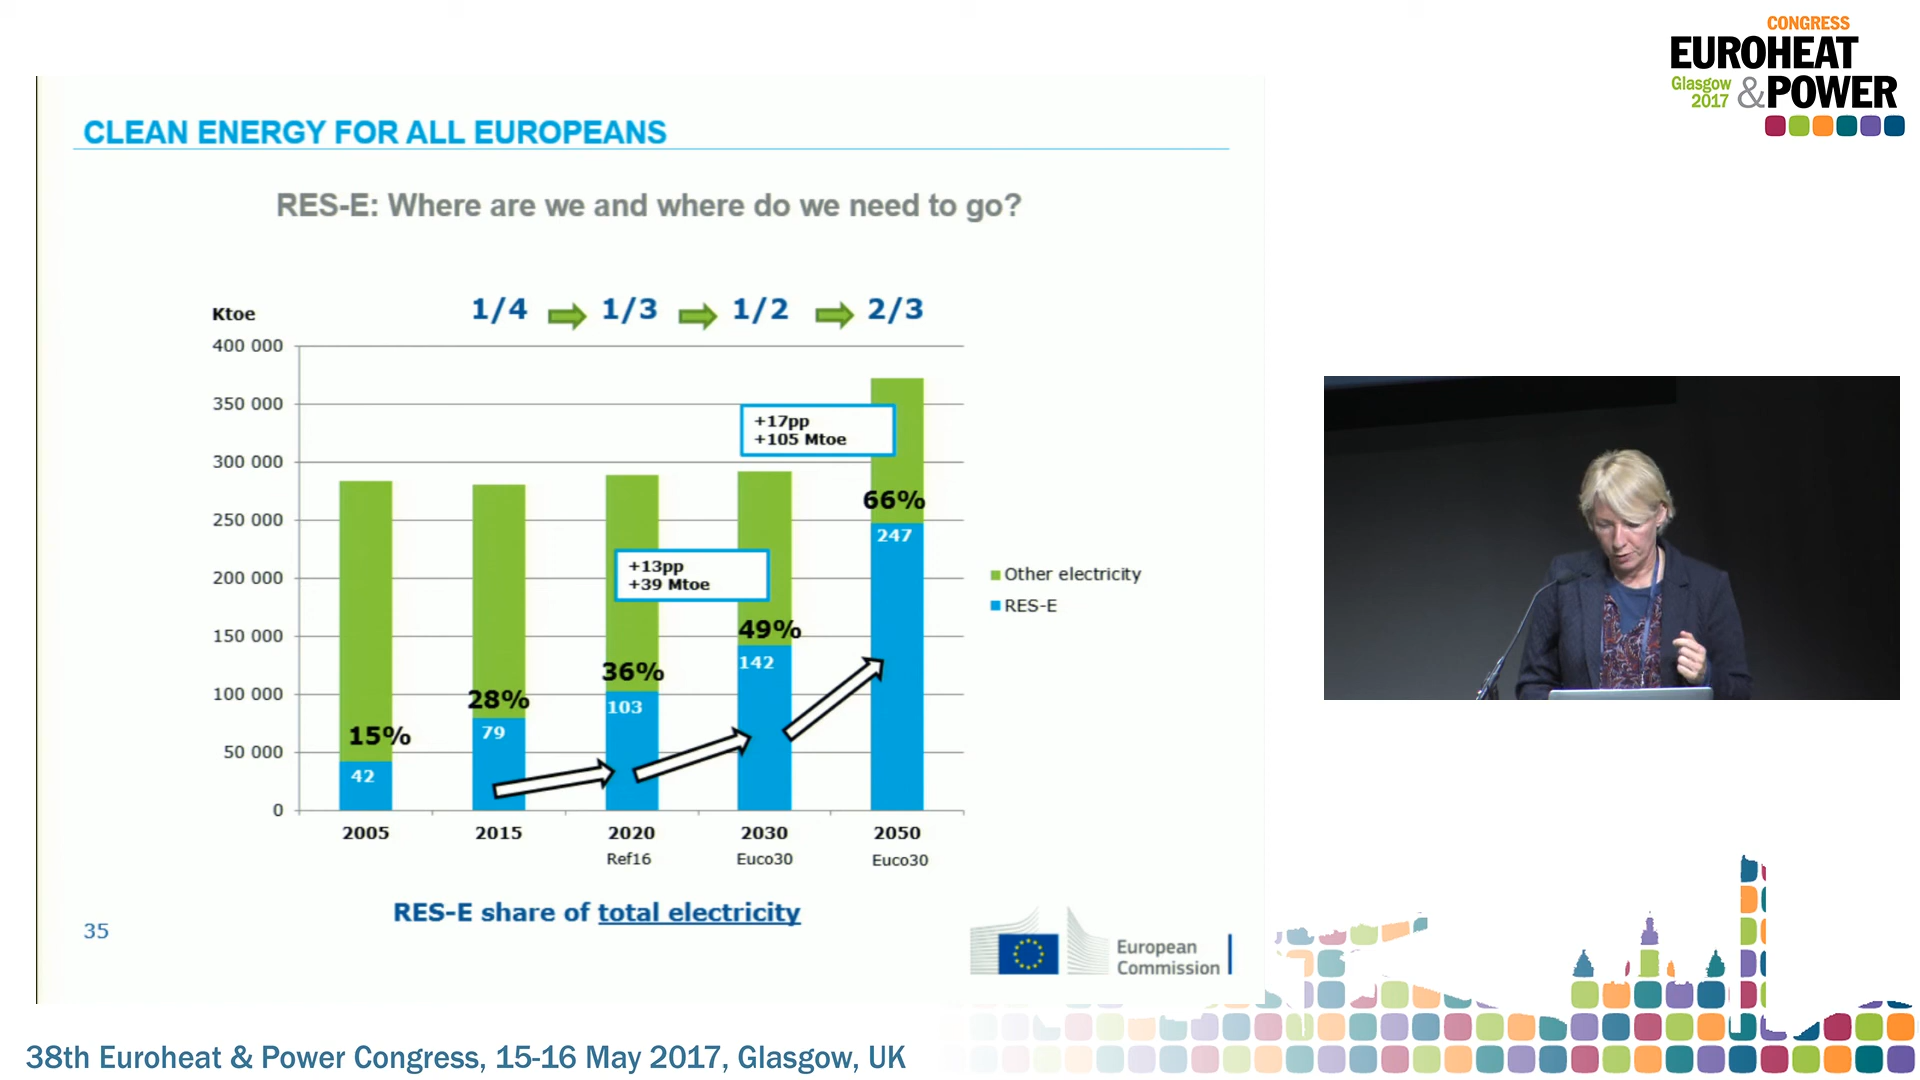 CONGRESS
EUROHEAT
Glasgow
2017
&POWER
CLEAN ENERGY FOR ALL EUROPEANS
RES-E: Where are we and where do we need to go?
1/4 1/3 1/2 2/3
Ktoe
400 000
350 000
300 000
250 000
200 000
150 000
100 000
50 000
0
+17pp
+105 Mtoe
+13pp
+39 Mtoe
15%
42
28%
79
36%
103
49%
142
66%
247
Other electricity
RES-E
2005 2015 2020 2030 2050
Ref16 Euco30 Euco30
RES-E share of total electricity
35
European
Commission
38th Euroheat & Power Congress, 15-16 May 2017, Glasgow, UK